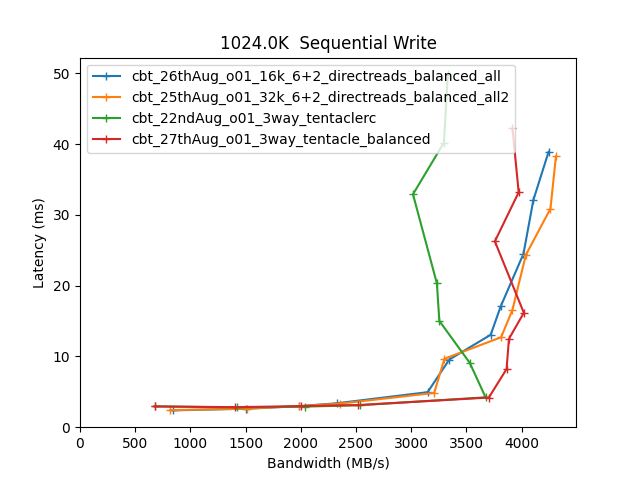 1024.0K  Sequential Write
cbt_26thAug_o01_16k_6+2_directreads_balanced_all
cbt_25thAug_o01_32k_6+2_directreads_balanced_all2
cbt_22ndAug_o01_3way_tentaclerc
cbt_27thAug_o01_3way_tentacle_balanced
50
40
30
20
10
0
Latency (ms)
0 500 1000 1500 2000 2500 3000 3500 4000
Bandwidth (MB/s)